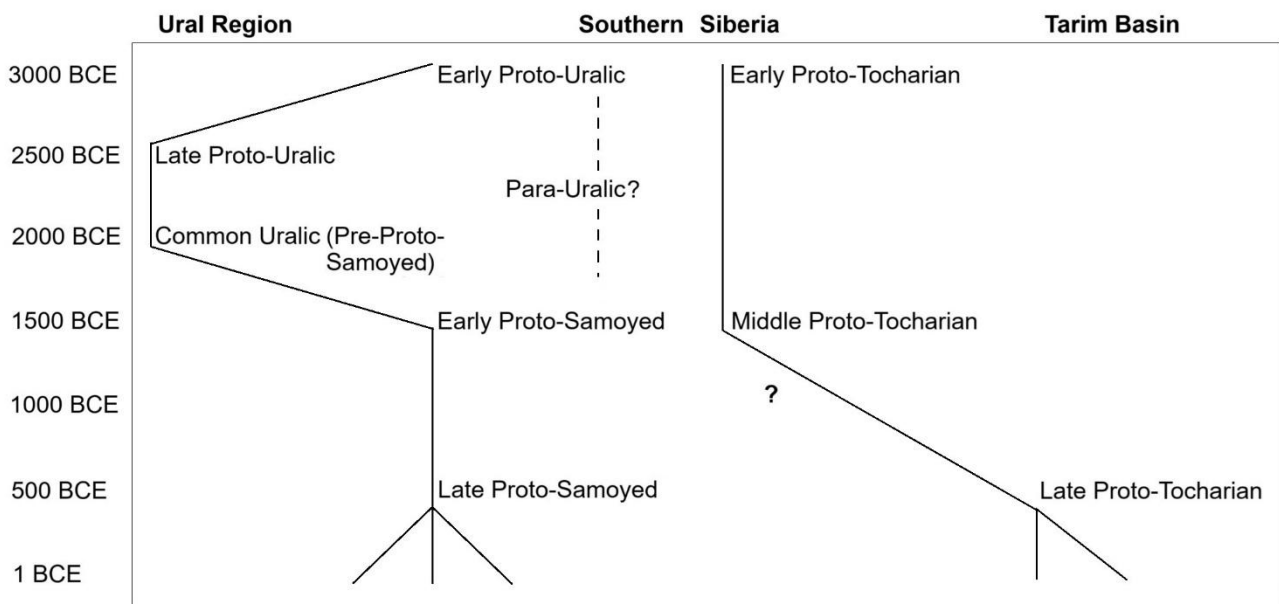 Ural Region Southern Siberia Tarim Basin
3000 BCE Early Proto-Uralic Early Proto-Tocharian
2500 BCE Late Proto-Uralic
Para-Uralic?
2000 BCE Common Uralic (Pre-Proto-
Samoyed)
1500 BCE Early Proto-Samoyed Middle Proto-Tocharian
?
1000 BCE
500 BCE Late Proto-Samoyed Late Proto-Tocharian
1 BCE